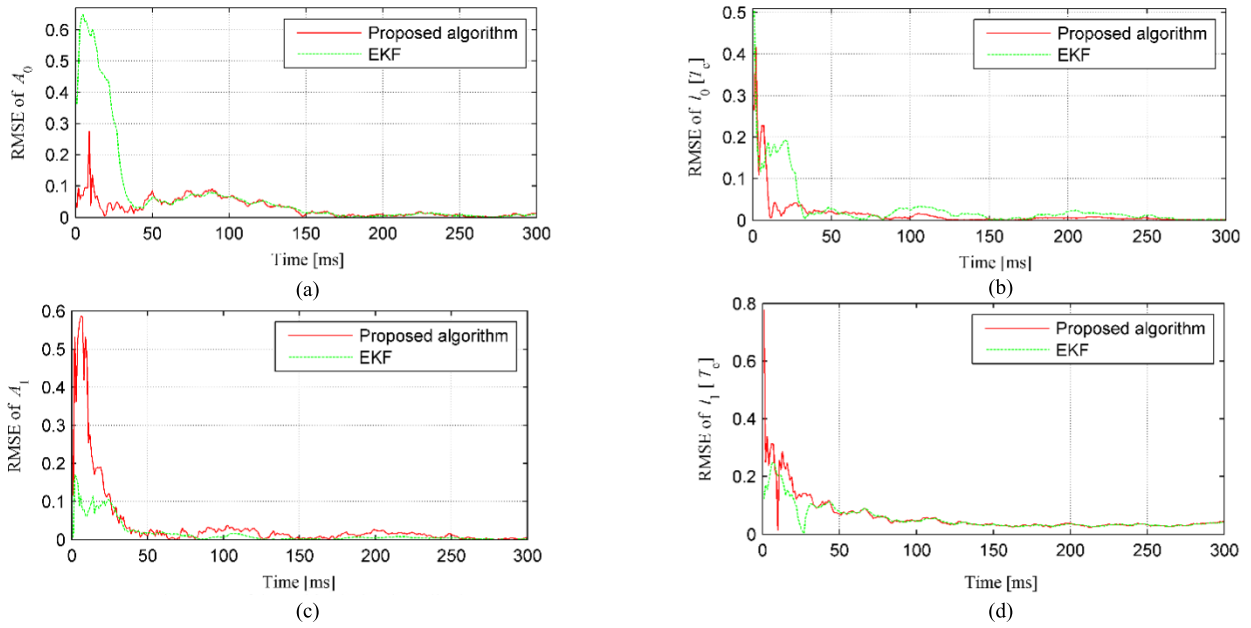 0.6
0.5
0.4
0.3
0.2
0.1
0
RMSE of A0
Proposed algorithm
EKF
0 50 100 150 200 250 300
Time [ms]
(a)
0.5
0.4
0.3
0.2
0.1
0
RMSE of l0 [Tc]
Proposed algorithm
EKF
0 50 100 150 200 250 300
Time [ms]
(b)
0.6
0.5
0.4
0.3
0.2
0.1
0
RMSE of A1
Proposed algorithm
EKF
0 50 100 150 200 250 300
Time [ms]
(c)
0.8
0.6
0.4
0.2
0
RMSE of l1 [Tc]
Proposed algorithm
EKF
0 50 100 150 200 250 300
Time [ms]
(d)